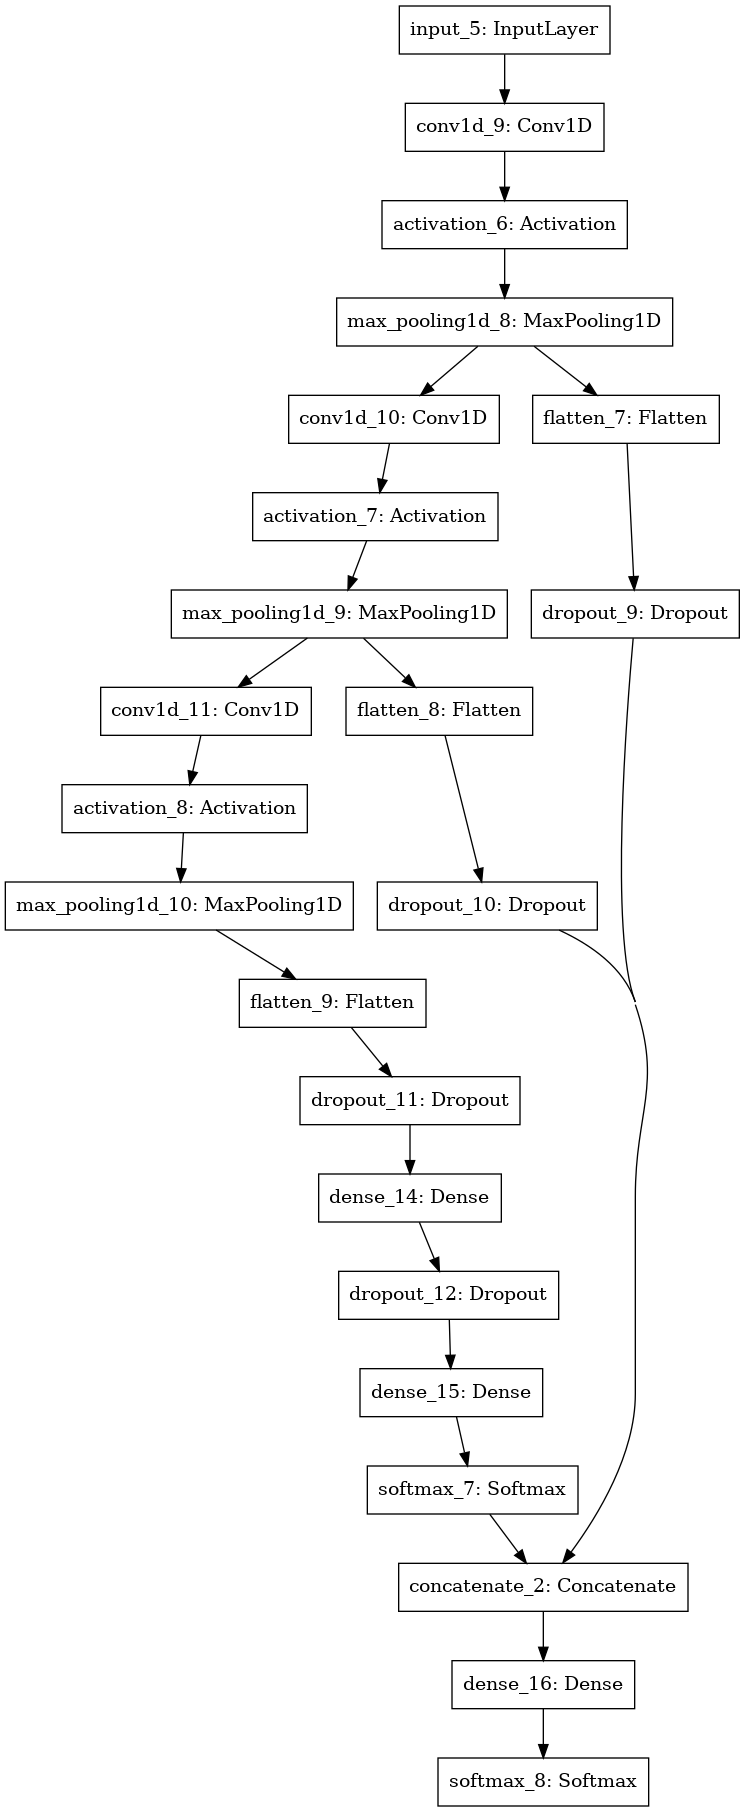 input_5: InputLayer
conv1d_9: Conv1D
activation_6: Activation
max_pooling1d_8: MaxPooling1D
conv1d_10: Conv1D
flatten_7: Flatten
activation_7: Activation
max_pooling1d_9: MaxPooling1D
dropout_9: Dropout
conv1d_11: Conv1D
flatten_8: Flatten
activation_8: Activation
max_pooling1d_10: MaxPooling1D
dropout_10: Dropout
flatten_9: Flatten
dropout_11: Dropout
dense_14: Dense
dropout_12: Dropout
dense_15: Dense
softmax_7: Softmax
concatenate_2: Concatenate
dense_16: Dense
softmax_8: Softmax